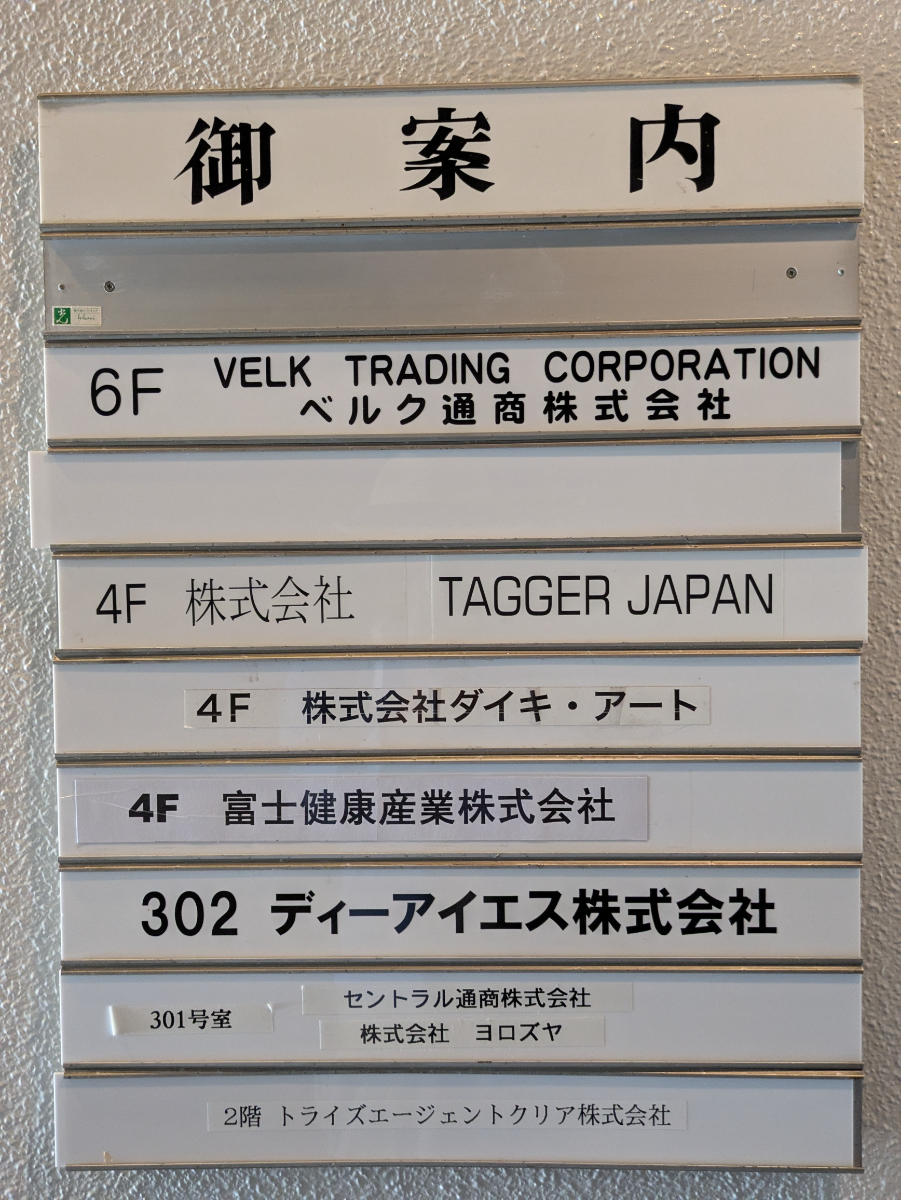 御案内
光
6F VELK TRADING CORPORATION
ベルク通商株式会社
4F 株式会社 TAGGER JAPAN
4F 株式会社ダイキ・アート
4F 富士健康産業株式会社
302 ディーアイエス株式会社
301号室 セントラル通商株式会社
株式会社 ヨロズヤ
2階 トライズエージェントクリア株式会社